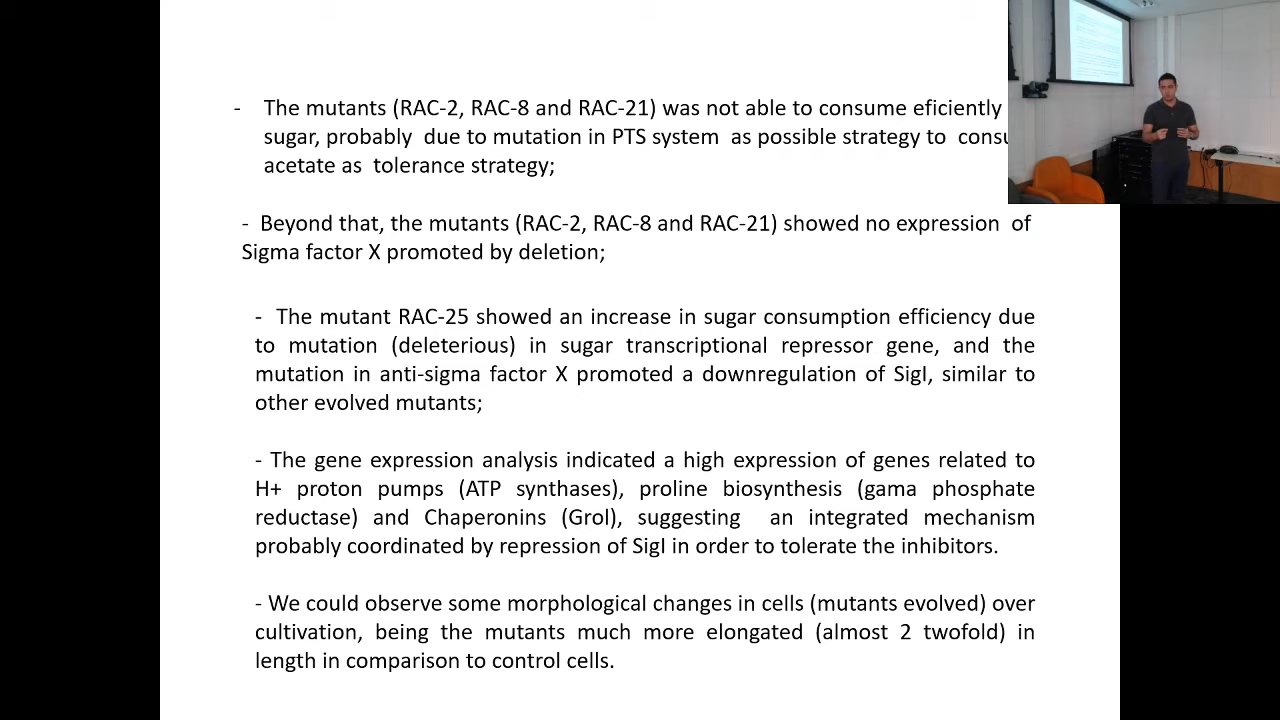 - The mutants (RAC-2, RAC-8 and RAC-21) was not able to consume eficiently
sugar, probably due to mutation in PTS system as possible strategy to
acetate as tolerance strategy;
- Beyond that, the mutants (RAC-2, RAC-8 and RAC-21) showed no expression of
Sigma factor X promoted by deletion;
- The mutant RAC-25 showed an increase in sugar consumption efficiency due
to mutation (deleterious) in sugar transcriptional repressor gene, and the
mutation in anti-sigma factor X promoted a downregulation of SigI, similar to
other evolved mutants;
- The gene expression analysis indicated a high expression of genes related to
H+ proton pumps (ATP synthases), proline biosynthesis (gama phosphate
reductase) and Chaperonins (Grol), suggesting an integrated mechanism
probably coordinated by repression of SigI in order to tolerate the inhibitors.
- We could observe some morphological changes in cells (mutants evolved) over
cultivation, being the mutants much more elongated (almost 2 twofold) in
length in comparison to control cells.